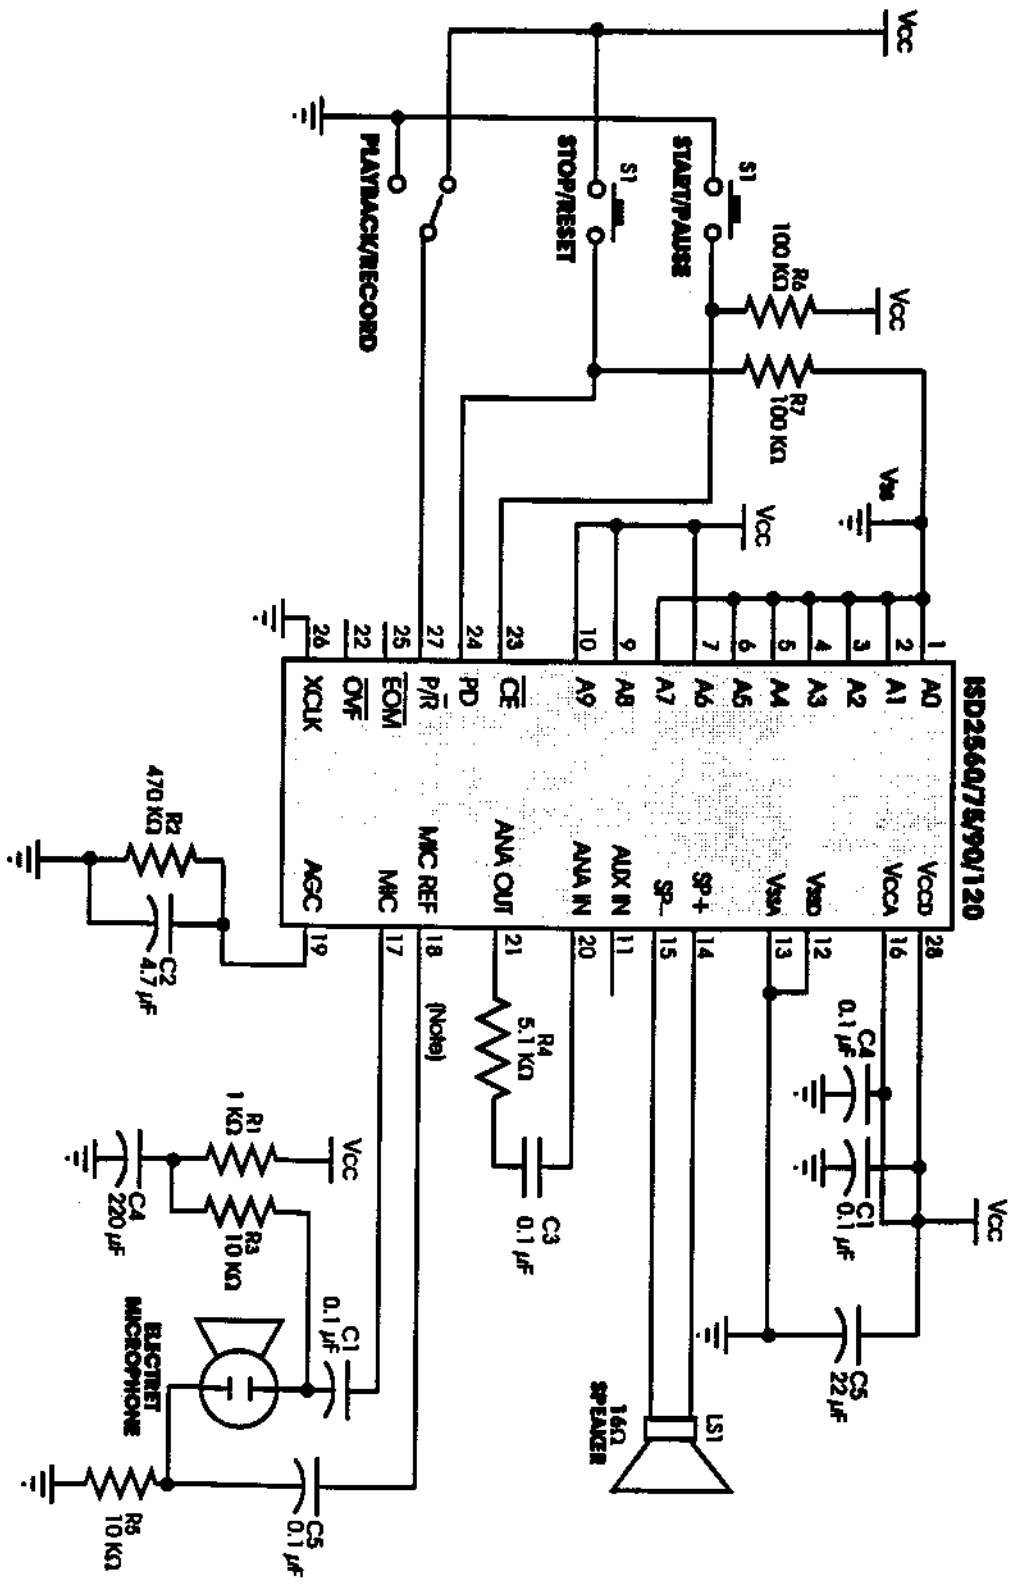 ISD2560/75/90/120
VCC
S1
START/PAUSE
S1
STOP/RESET
PLAYBACK/RECORD
VCC
R6
100 KΩ
R7
100 KΩ
VSS
VCC
1 A0
2 A1
3 A2
4 A3
5 A4
6 A5
7 A6
A7
9 A8
10 A9
23 CE
24 PD
27 P/R
25 EOM
22 OVF
26 XCLK
VCCD 28
VCCA 16
VSSD 12
VSSA 13
SP+ 14
SP- 15
AUX IN 11
ANA IN 20
ANA OUT 21
MIC REF 18
MIC 17
AGC 19
(Note)
VCC
C4
0.1 µF
C1
0.1 µF
C5
22 µF
LS1
16Ω
SPEAKER
R4
5.1 KΩ
C3
0.1 µF
VCC
R1
1 KΩ
R3
10 KΩ
C4
220 µF
C1
0.1 µF
ELECTRET
MICROPHONE
C5
0.1 µF
R5
10 KΩ
R2
470 KΩ
C2
4.7 µF